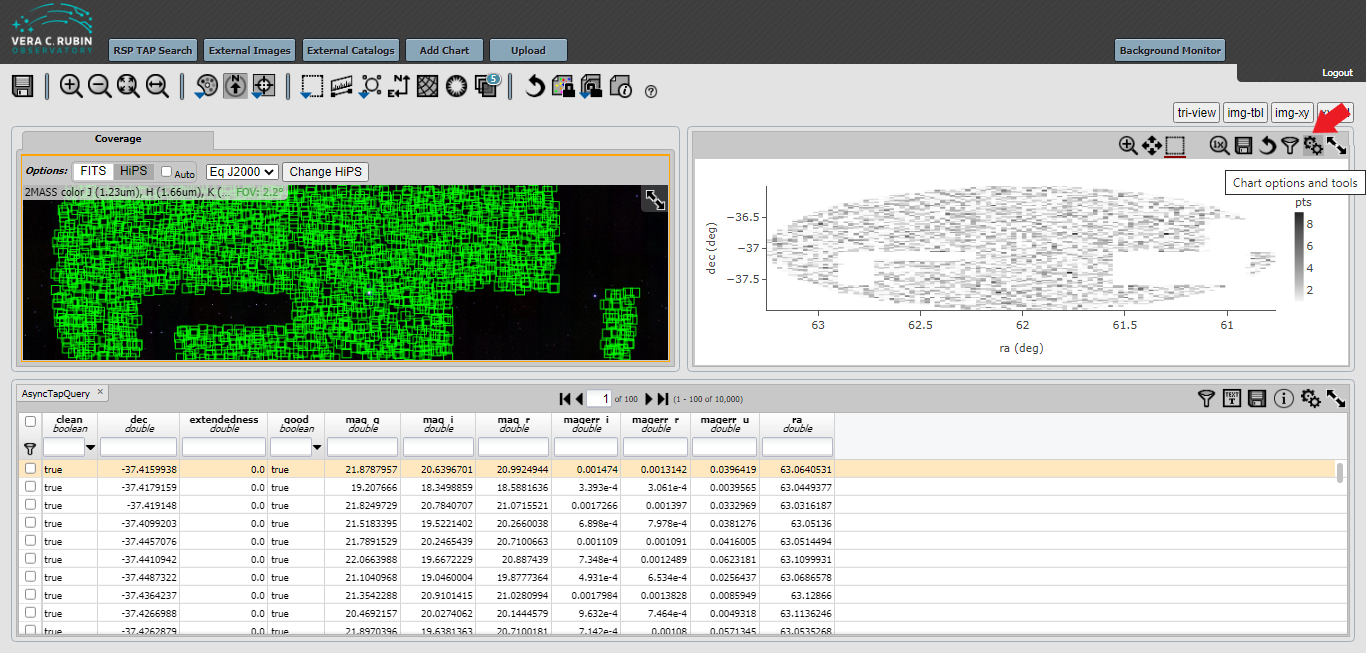 VERA C. RUBIN
OBSERVATORY
RSP TAP Search External Images External Catalogs Add Chart Upload Background Monitor
Logout
N 5
tri-view img-tbl img-xy
Coverage
Options: FITS HiPS Auto Eq J2000 Change HiPS
2MASS color J (1.23um), H (1.66um), K (... FOV: 2.2°
1x
Chart options and tools
pts
8
6
4
2
−36.5
−37
−37.5
dec (deg)
63 62.5 62 61.5 61
ra (deg)
AsyncTapQuery ×
1 of 100 (1 - 100 of 10,000)
TEXT
clean dec extendedness good mag_g mag_i mag_r magerr_i magerr_r magerr_u ra
boolean double double boolean double double double double double double double
true -37.4159938 0.0 true 21.8787957 20.6396701 20.9924944 0.001474 0.0013142 0.0396419 63.0640531
true -37.4179159 0.0 true 19.207666 18.3498859 18.5881636 3.393e-4 3.061e-4 0.0039565 63.0449377
true -37.419148 0.0 true 21.8249729 20.7840707 21.0715521 0.0017266 0.001397 0.0332969 63.0316187
true -37.4099203 0.0 true 21.5183395 19.5221402 20.2660038 6.898e-4 7.978e-4 0.0381276 63.05136
true -37.4457076 0.0 true 21.7891529 20.2465439 20.7100663 0.001109 0.001091 0.0416005 63.0514494
true -37.4410942 0.0 true 22.0663988 19.6672229 20.887439 7.348e-4 0.0012489 0.0623181 63.1099931
true -37.4487322 0.0 true 21.1040968 19.0460004 19.8777364 4.931e-4 6.534e-4 0.0256437 63.0686578
true -37.4364237 0.0 true 21.3542288 20.9101415 21.0280994 0.0017984 0.0013828 0.0085949 63.12866
true -37.4266988 0.0 true 20.4692157 20.0274062 20.1444579 9.632e-4 7.464e-4 0.0049318 63.1136246
true -37.4262879 0.0 true 21.8970396 19.6381363 20.7100181 7.142e-4 0.00108 0.0571345 63.0535268